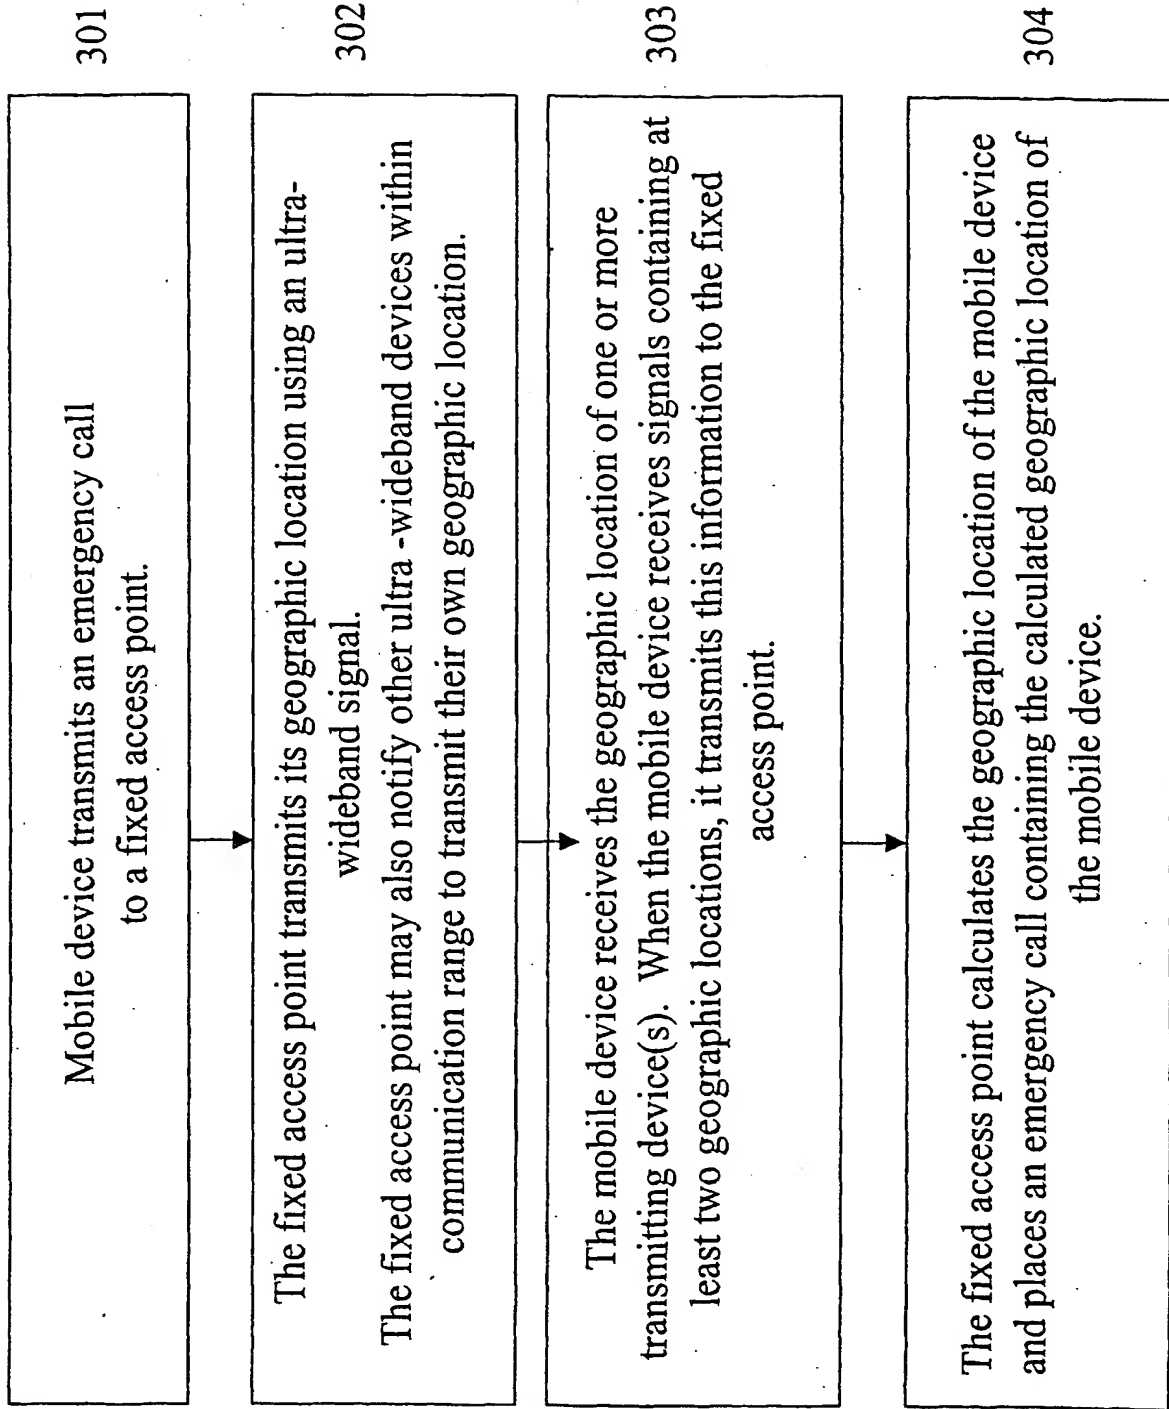 Mobile device transmits an emergency call
to a fixed access point.
301
The fixed access point transmits its geographic location using an ultra-
wideband signal.
The fixed access point may also notify other ultra -wideband devices within
communication range to transmit their own geographic location.
302
The mobile device receives the geographic location of one or more
transmitting device(s). When the mobile device receives signals containing at
least two geographic locations, it transmits this information to the fixed
access point.
303
The fixed access point calculates the geographic location of the mobile device
and places an emergency call containing the calculated geographic location of
the mobile device.
304